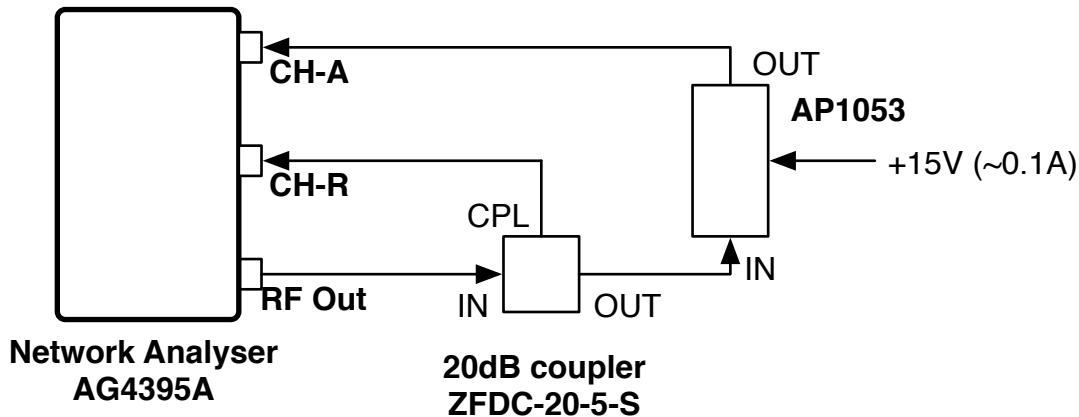 OUT
CH-A
AP1053
+15V (~0.1A)
CH-R
CPL
IN
RF Out
IN
OUT
Network Analyser
AG4395A
20dB coupler
ZFDC-20-5-S